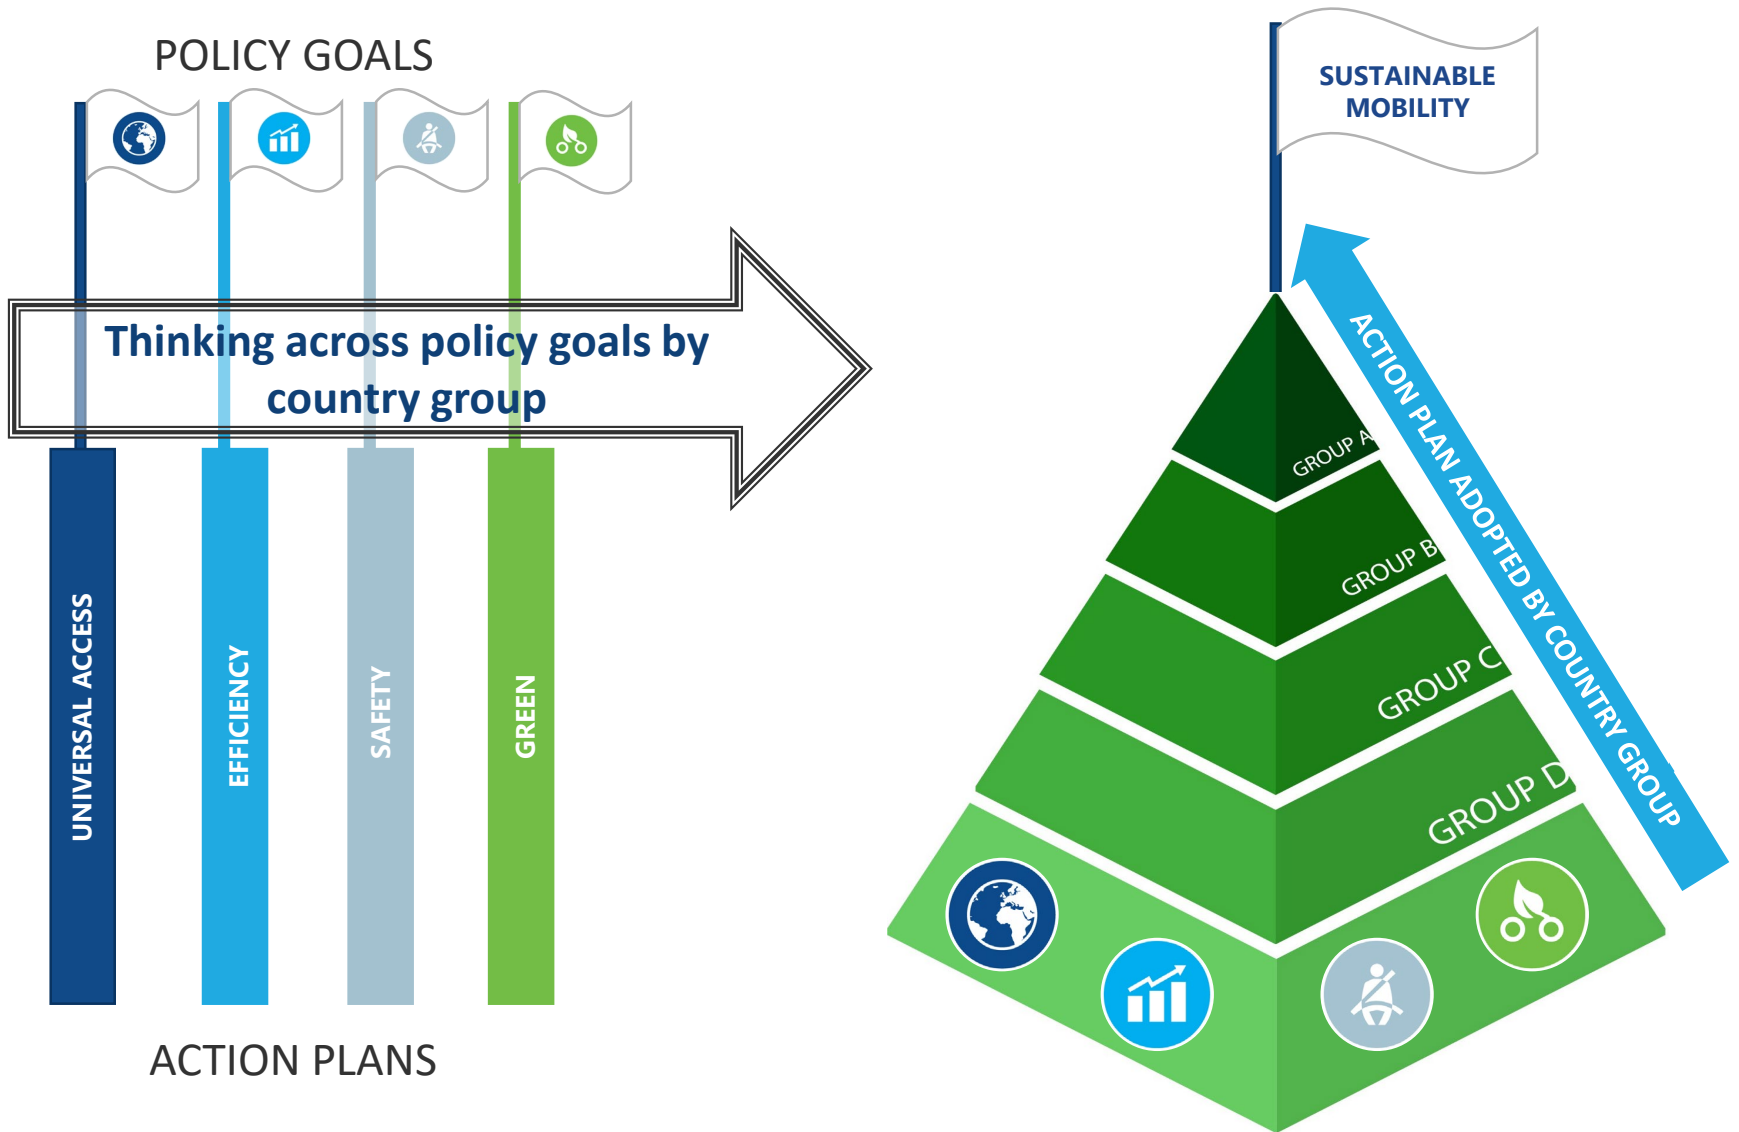 POLICY GOALS
SUSTAINABLE
MOBILITY
Thinking across policy goals by
country group
UNIVERSAL ACCESS
EFFICIENCY
SAFETY
GREEN
ACTION PLANS
GROUP A
GROUP B
GROUP C
GROUP D
ACTION PLAN ADOPTED BY COUNTRY GROUP